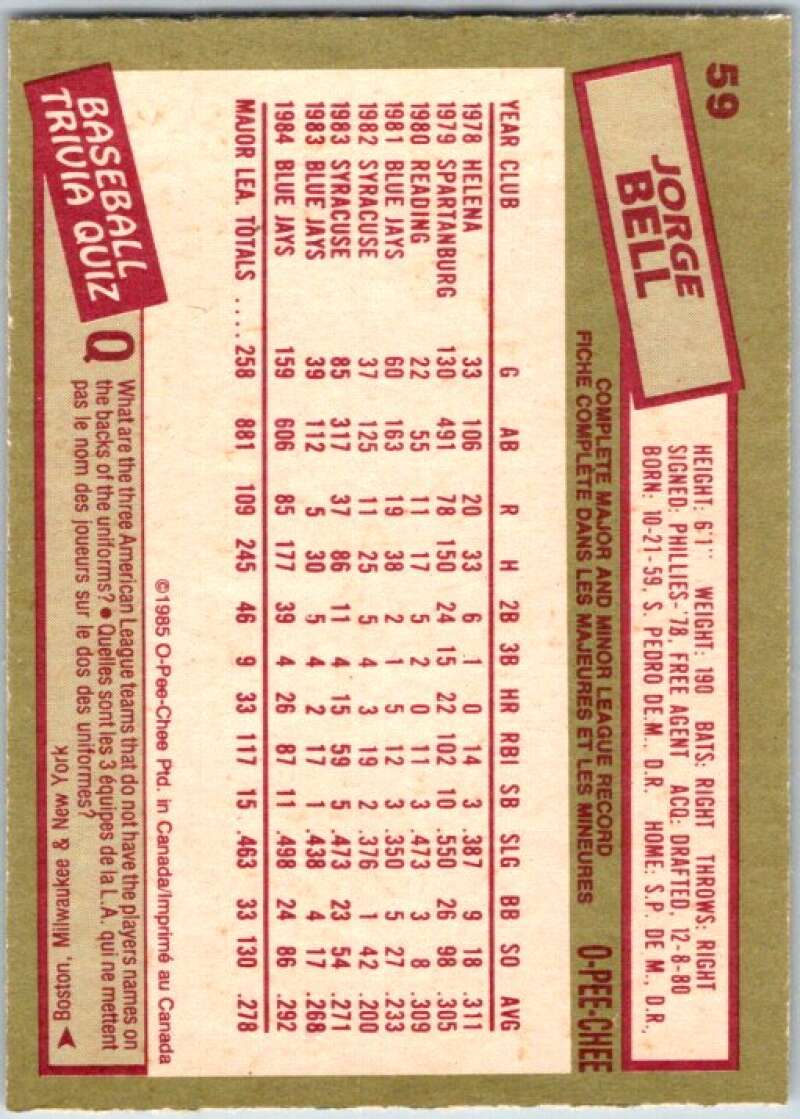 59
JORGE
BELL
HEIGHT: 6'1" WEIGHT: 190 BATS: RIGHT THROWS: RIGHT
SIGNED: PHILLIES-'78, FREE AGENT ACQ: DRAFTED, 12-8-80
BORN: 10-21-59, S. PEDRO DE.M., D.R. HOME: S.P. DE M., D.R.,
COMPLETE MAJOR AND MINOR LEAGUE RECORD
FICHE COMPLÈTE DANS LES MAJEURES ET LES MINEURES
O-PEE-CHEE
YEAR CLUB G AB R H 2B 3B HR RBI SB SLG BB SO AVG
1978 HELENA 33 106 20 33 6 1 0 14 3 .387 9 18 .311
1979 SPARTANBURG 130 491 78 150 24 15 22 102 10 .550 26 98 .305
1980 READING 22 55 11 17 5 2 0 11 3 .473 3 8 .309
1981 BLUE JAYS 60 163 19 38 2 1 5 12 3 .350 5 27 .233
1982 SYRACUSE 37 125 11 25 5 4 3 19 2 .376 1 42 .200
1983 SYRACUSE 85 317 37 86 11 4 15 59 5 .473 23 54 .271
1983 BLUE JAYS 39 112 5 30 5 4 2 17 1 .438 4 17 .268
1984 BLUE JAYS 159 606 85 177 39 4 26 87 11 .498 24 86 .292
MAJOR LEA. TOTALS .... 258 881 109 245 46 9 33 117 15 .463 33 130 .278
©1985 O-Pee-Chee Ptd. in Canada/Imprimé au Canada
BASEBALL
TRIVIA QUIZ
Q
What are the three American League teams that do not have the players names on
the backs of the uniforms? ● Quelles sont les 3 équipes de la L.A. qui ne mettent
pas le nom des joueurs sur le dos des uniformes?
Boston, Milwaukee & New York